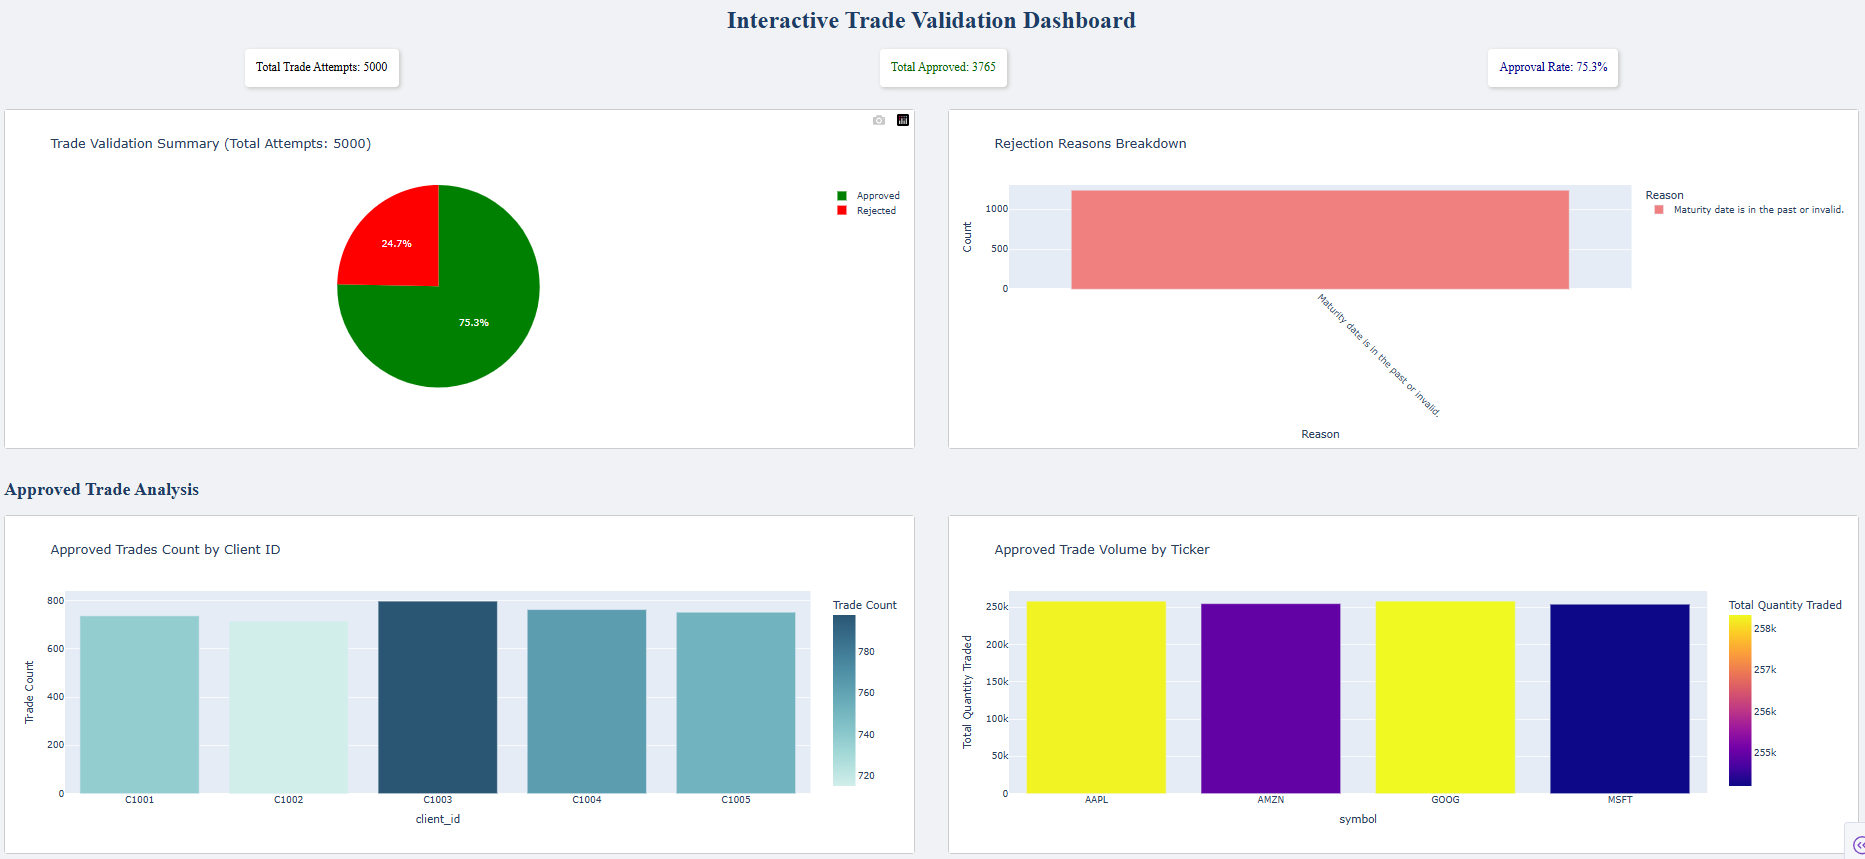 Interactive Trade Validation Dashboard
Total Trade Attempts: 5000
Total Approved: 3765
Approval Rate: 75.3%
Trade Validation Summary (Total Attempts: 5000)
Approved
Rejected
24.7%
75.3%
Rejection Reasons Breakdown
1000
500
0
Count
Maturity date is in the past or invalid.
Reason
Reason
Maturity date is in the past or invalid.
Approved Trade Analysis
Approved Trades Count by Client ID
800
600
400
200
0
Trade Count
C1001
C1002
C1003
C1004
C1005
client_id
Trade Count
780
760
740
720
Approved Trade Volume by Ticker
250k
200k
150k
100k
50k
0
Total Quantity Traded
AAPL
AMZN
GOOG
MSFT
symbol
Total Quantity Traded
258k
257k
256k
255k